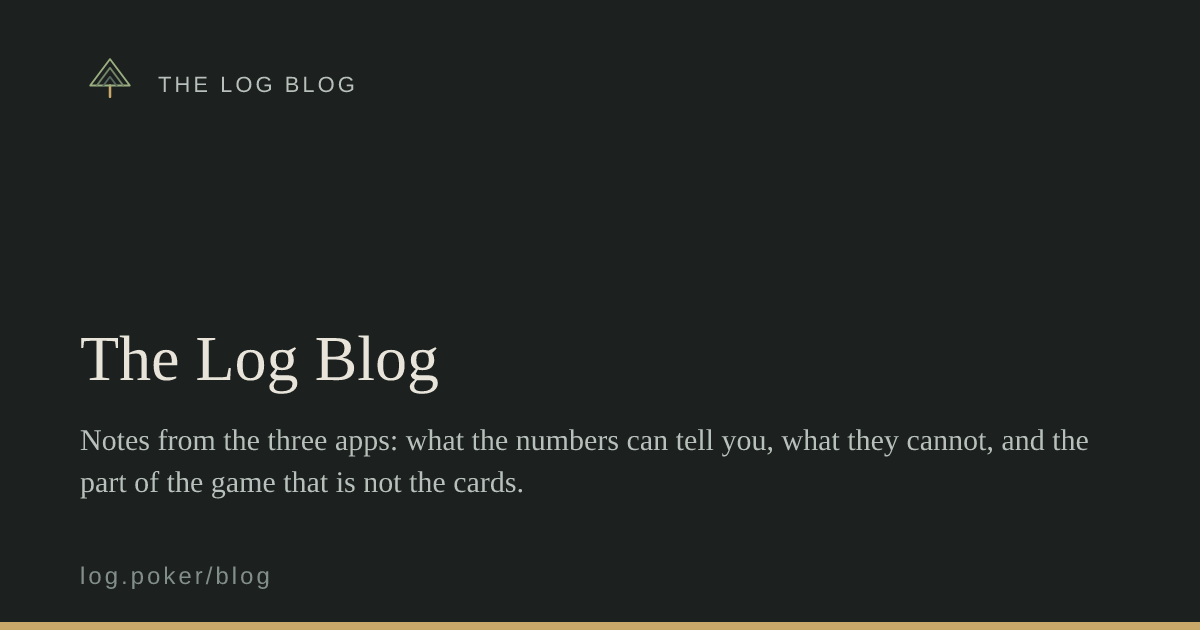 THE LOG BLOG
The Log Blog
Notes from the three apps: what the numbers can tell you, what they cannot, and the
part of the game that is not the cards.
log.poker/blog